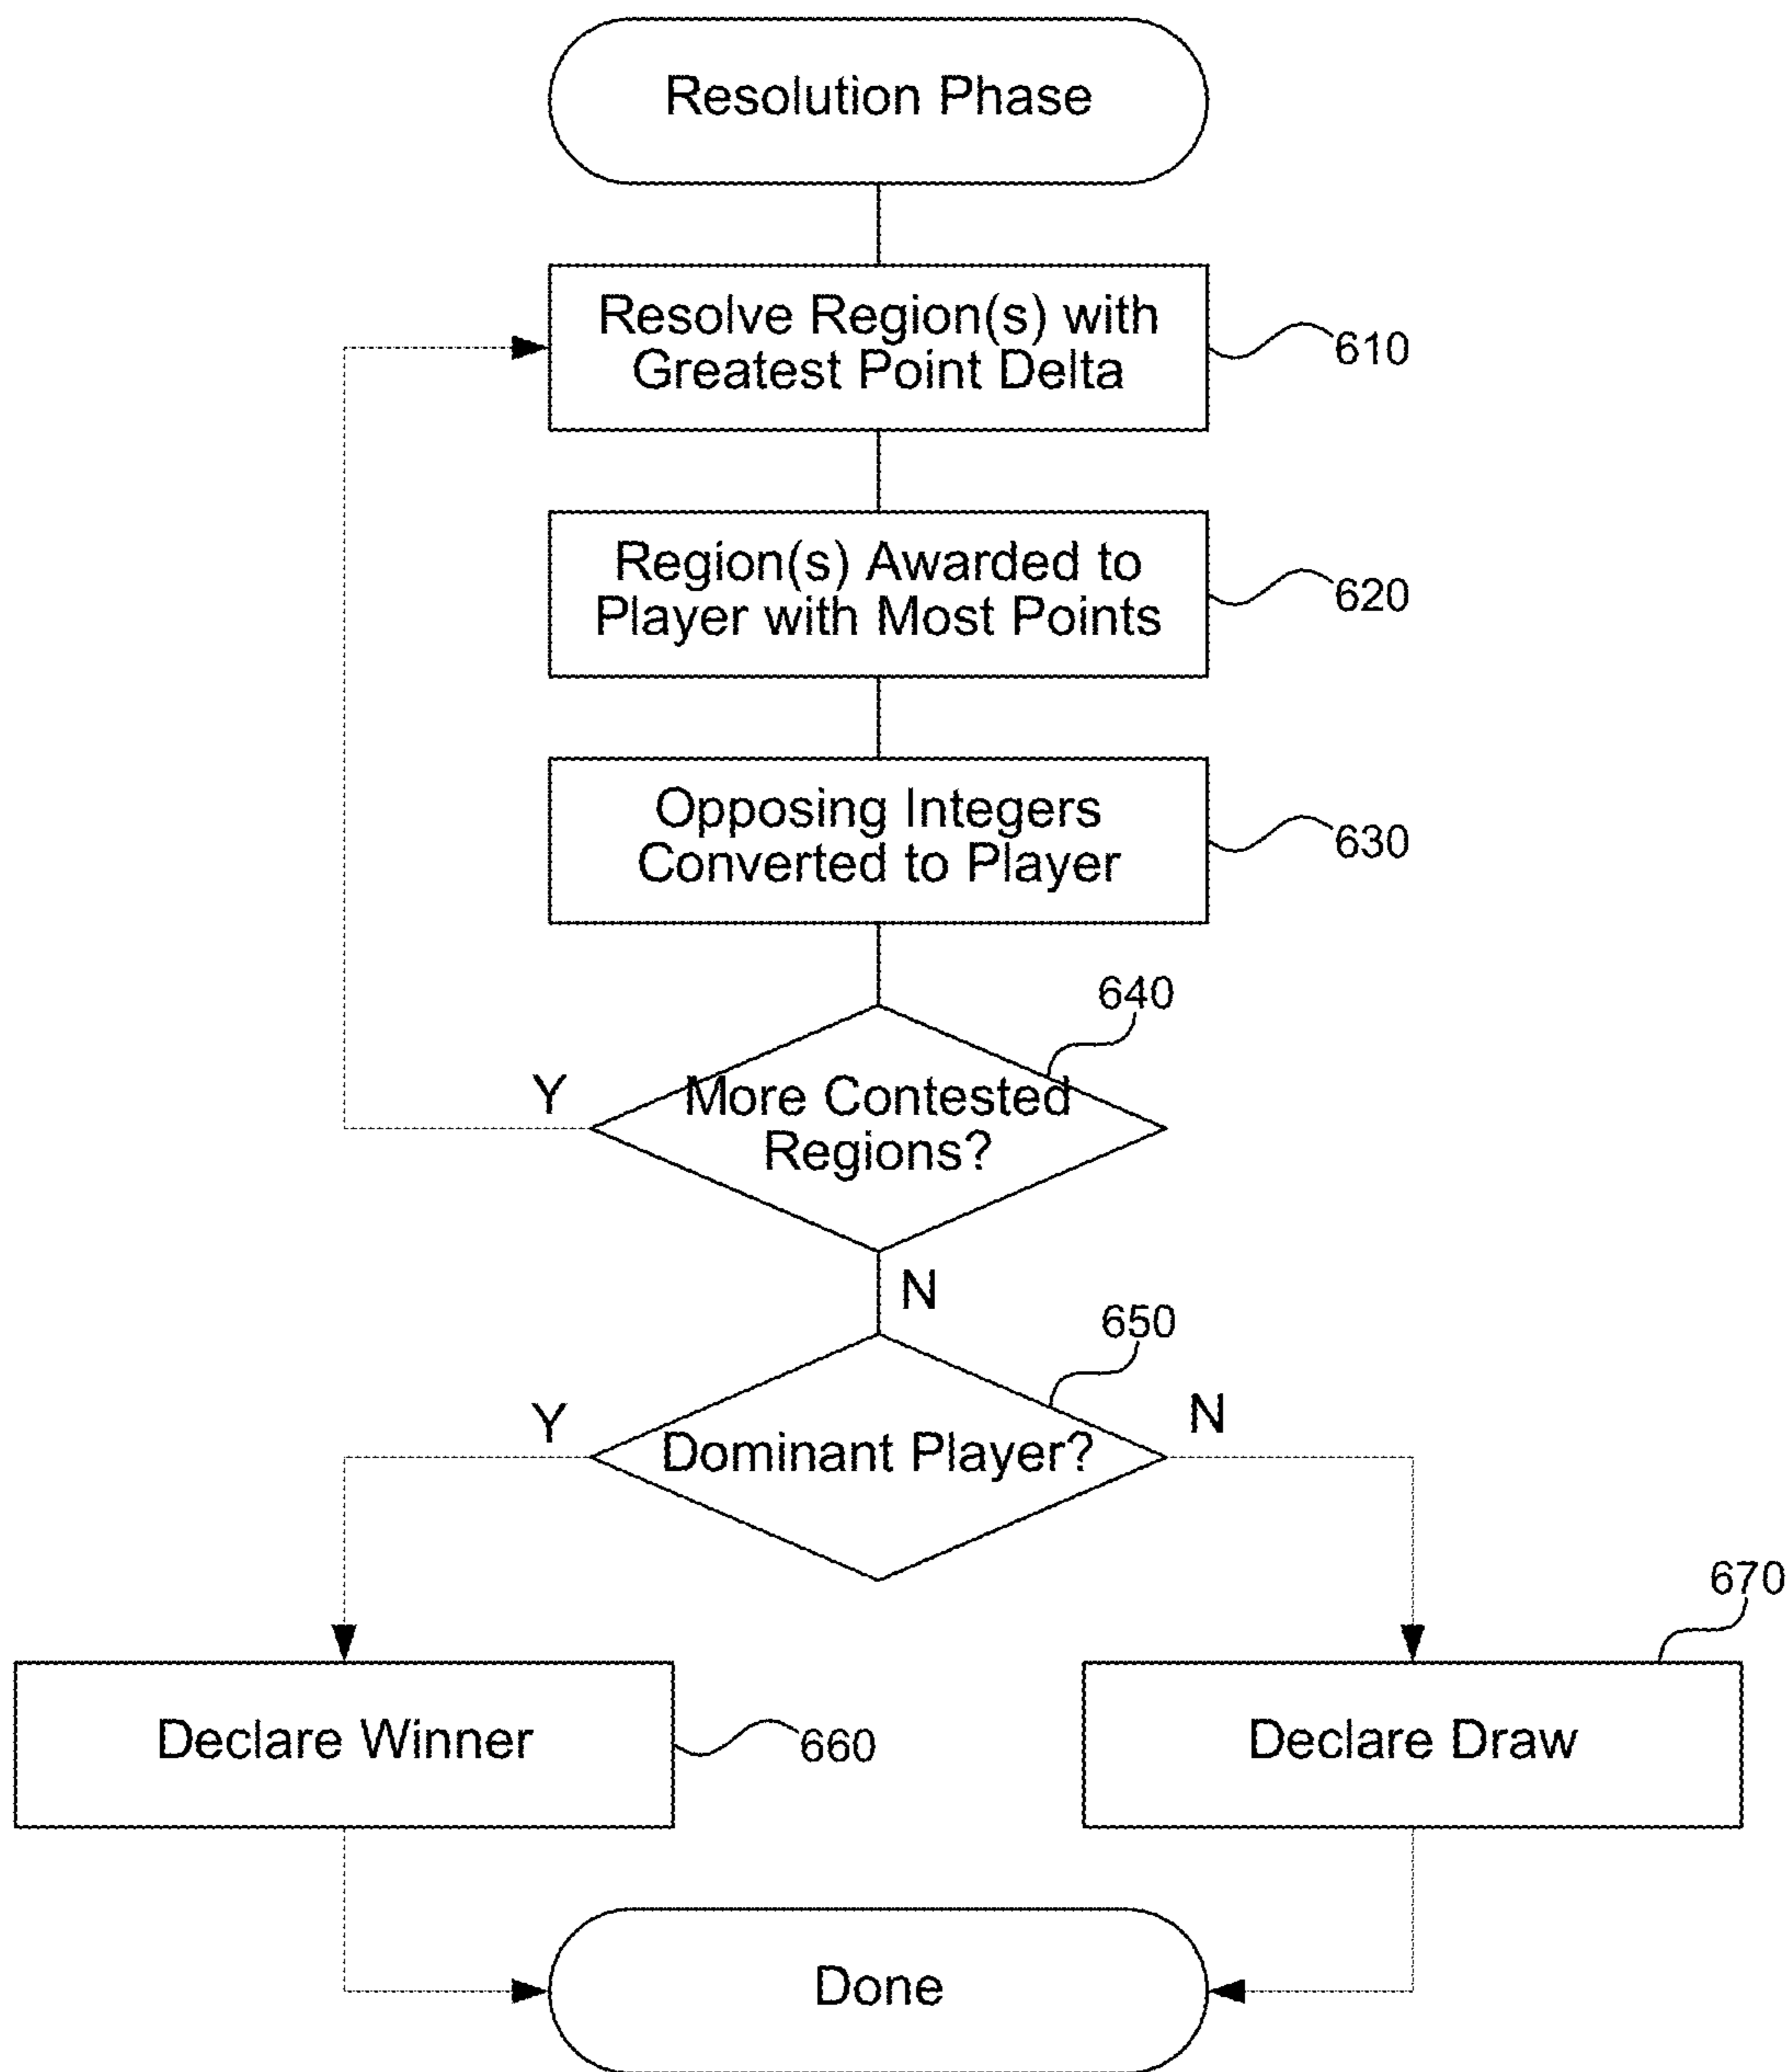 Resolution Phase
Resolve Region(s) with
Greatest Point Delta
610
Region(s) Awarded to
Player with Most Points
620
Opposing Integers
Converted to Player
630
640
More Contested
Regions?
Y
N
650
Dominant Player?
Y
N
Declare Winner
660
670
Declare Draw
Done